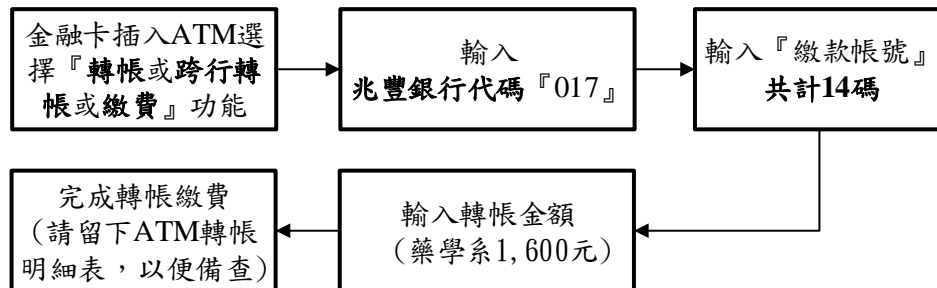 金融卡插入ATM選
擇『轉帳或跨行轉
帳或繳費』功能
輸入
兆豐銀行代碼『017』
輸入『繳款帳號』
共計14碼
輸入轉帳金額
（藥學系1,600元）
完成轉帳繳費
（請留下ATM轉帳
明細表，以便備查）